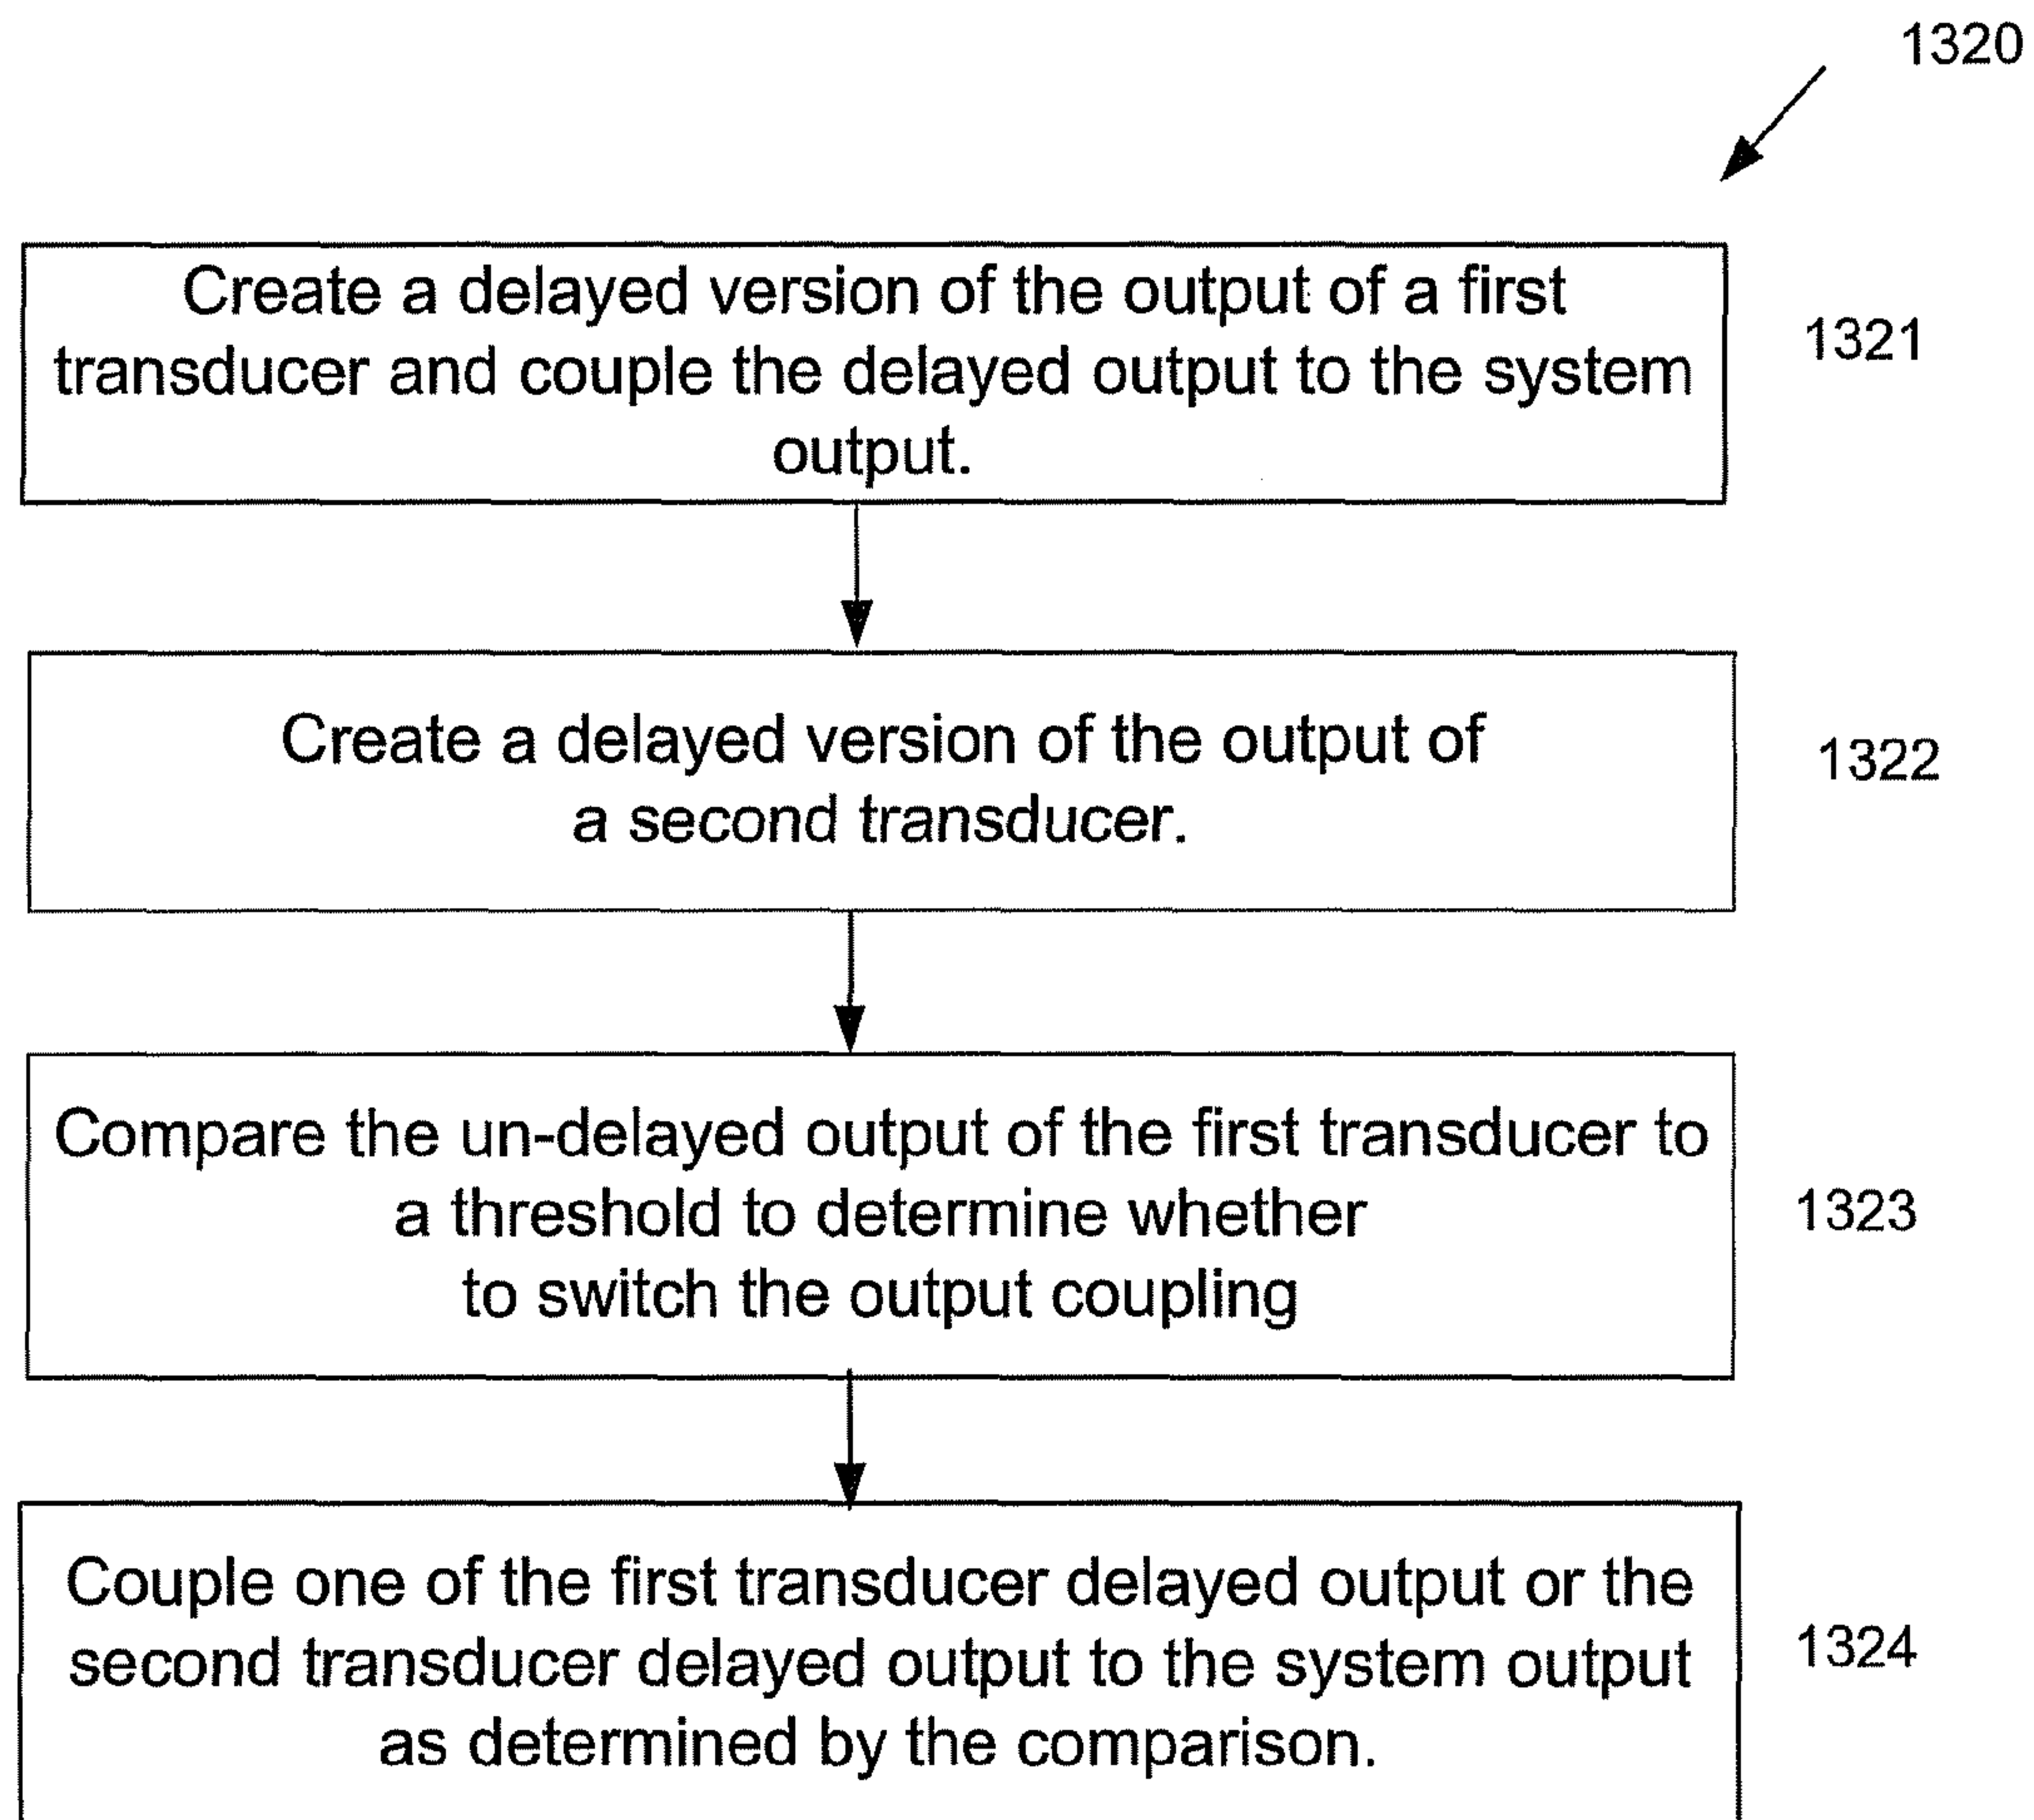 1320
Create a delayed version of the output of a first
transducer and couple the delayed output to the system
output.
1321
Create a delayed version of the output of
a second transducer.
1322
Compare the un-delayed output of the first transducer to
a threshold to determine whether
to switch the output coupling
1323
Couple one of the first transducer delayed output or the
second transducer delayed output to the system output
as determined by the comparison.
1324